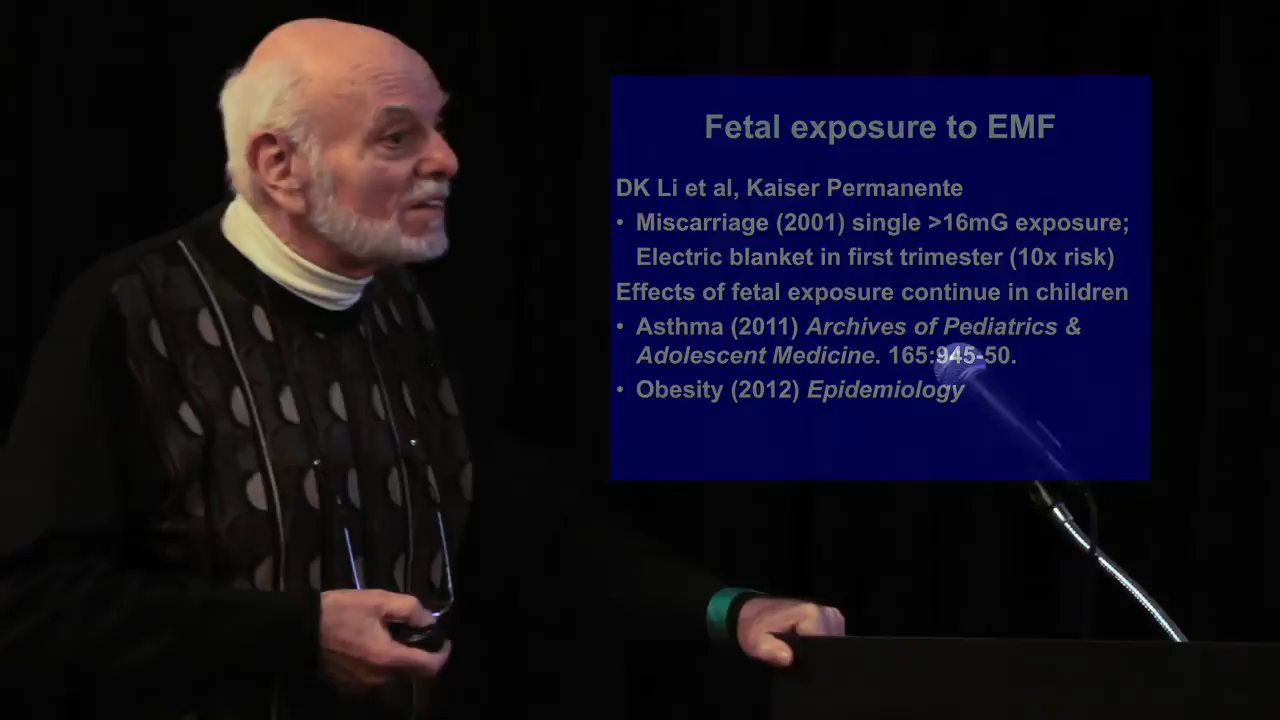 Fetal exposure to EMF
DK Li et al, Kaiser Permanente
• Miscarriage (2001) single >16mG exposure;
Electric blanket in first trimester (10x risk)
Effects of fetal exposure continue in children
• Asthma (2011) Archives of Pediatrics &
Adolescent Medicine. 165:945-50.
• Obesity (2012) Epidemiology